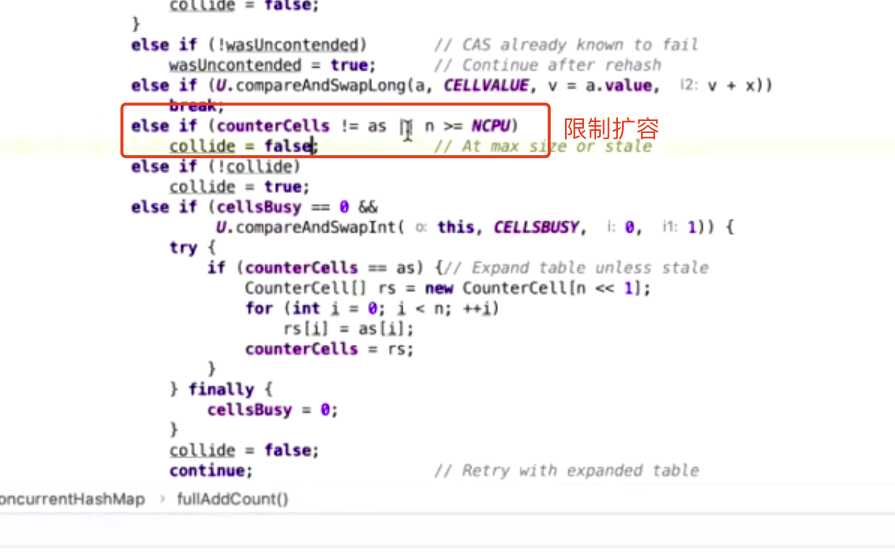 collide = false;
}
else if (!wasUncontended) // CAS already known to fail
wasUncontended = true; // Continue after rehash
else if (U.compareAndSwapLong(a, CELLVALUE, v = a.value, l2: v + x))
break;
else if (counterCells != as || n >= NCPU) 限制扩容
collide = false; // At max size or stale
else if (!collide)
collide = true;
else if (cellsBusy == 0 &&
U.compareAndSwapInt( o: this, CELLSBUSY, i: 0, i1: 1)) {
try {
if (counterCells == as) {// Expand table unless stale
CounterCell[] rs = new CounterCell[n << 1];
for (int i = 0; i < n; ++i)
rs[i] = as[i];
counterCells = rs;
}
} finally {
cellsBusy = 0;
}
collide = false;
continue; // Retry with expanded table
oncurrentHashMap › fullAddCount()